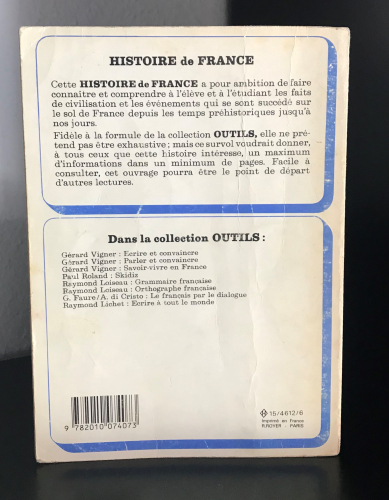 HISTOIRE de FRANCE
Cette HISTOIRE de FRANCE a pour ambition de faire
connaître et comprendre à l'élève et à l'étudiant les faits
de civilisation et les événements qui se sont succédé sur
le sol de France depuis les temps préhistoriques jusqu'à
nos jours.
Fidèle à la formule de la collection OUTILS, elle ne pré-
tend pas être exhaustive ; mais ce survol voudrait donner,
à tous ceux que cette histoire intéresse, un maximum
d'informations dans un minimum de pages. Facile à
consulter, cet ouvrage pourra être le point de départ
d'autres lectures.
Dans la collection OUTILS :
Gérard Vigner : Ecrire et convaincre
Gérard Vigner : Parler et convaincre
Gérard Vigner : Savoir-vivre en France
Paul Roland : Skidiz
Raymond Loiseau : Grammaire française
Raymond Loiseau : Orthographe française
G. Faure/A. di Cristo : Le français par le dialogue
Raymond Lichet : Ecrire à tout le monde
15/4612/6
Imprimé en France
R.ROYER - PARIS
9 782010 074073